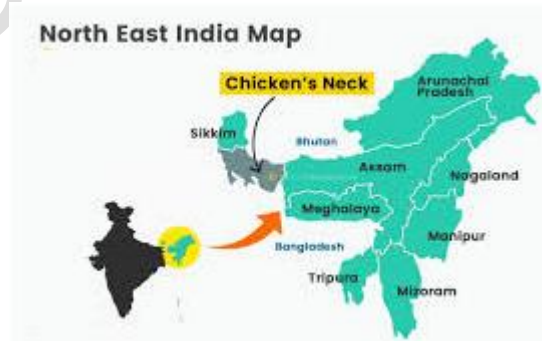 North East India Map
Chicken's Neck
Arunachal
Pradesh
Sikkim
Bhutan
Assam
Nagaland
Meghalaya
Manipur
Bangladesh
Tripura
Mizoram